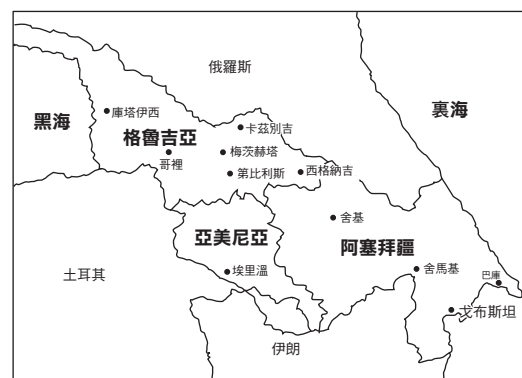 俄羅斯
裏海
黑海
庫塔伊西
格魯吉亞
卡茲別吉
哥裡
梅茨赫塔
第比利斯
西格納吉
舍基
亞美尼亞
阿塞拜疆
土耳其
埃里溫
舍馬基
巴庫
戈布斯坦
伊朗